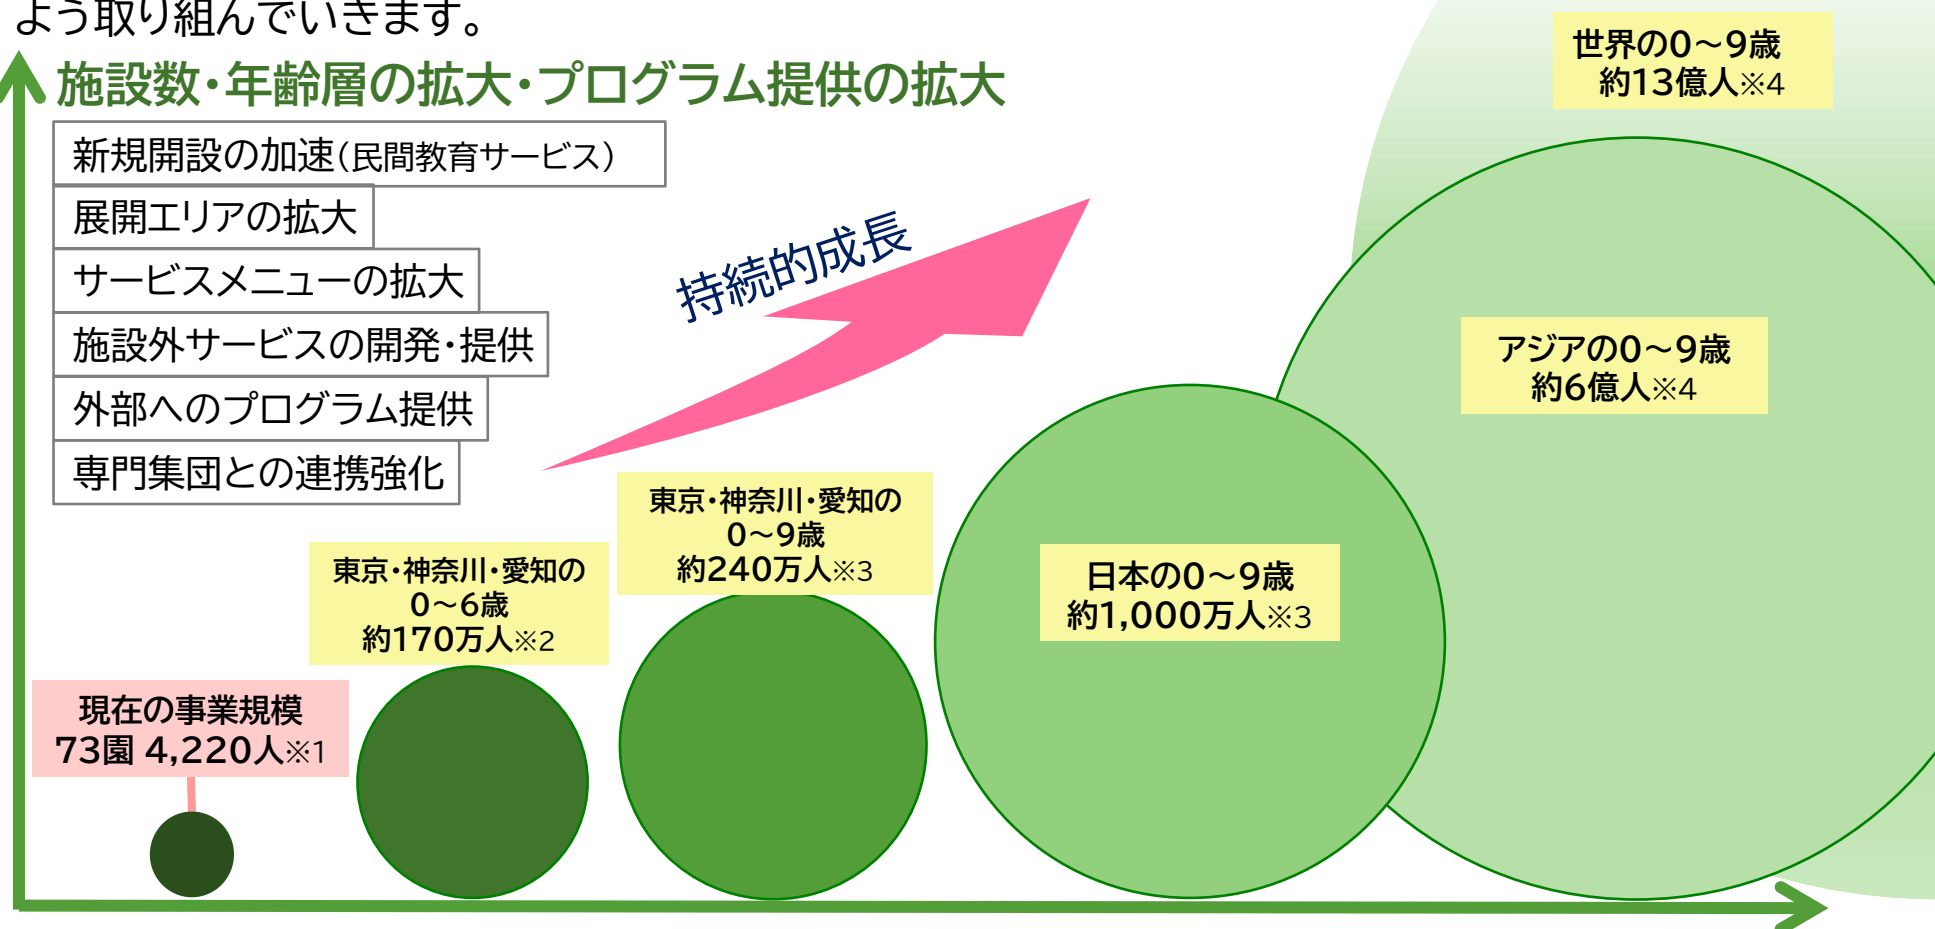 よう取り組んでいきます。
施設数・年齢層の拡大・プログラム提供の拡大
新規開設の加速(民間教育サービス)
展開エリアの拡大
サービスメニューの拡大
施設外サービスの開発・提供
外部へのプログラム提供
専門集団との連携強化
持続的成長
現在の事業規模
73園 4,220人※1
東京・神奈川・愛知の
0～6歳
約170万人※2
東京・神奈川・愛知の
0～9歳
約240万人※3
日本の0～9歳
約1,000万人※3
アジアの0～9歳
約6億人※4
世界の0～9歳
約13億人※4